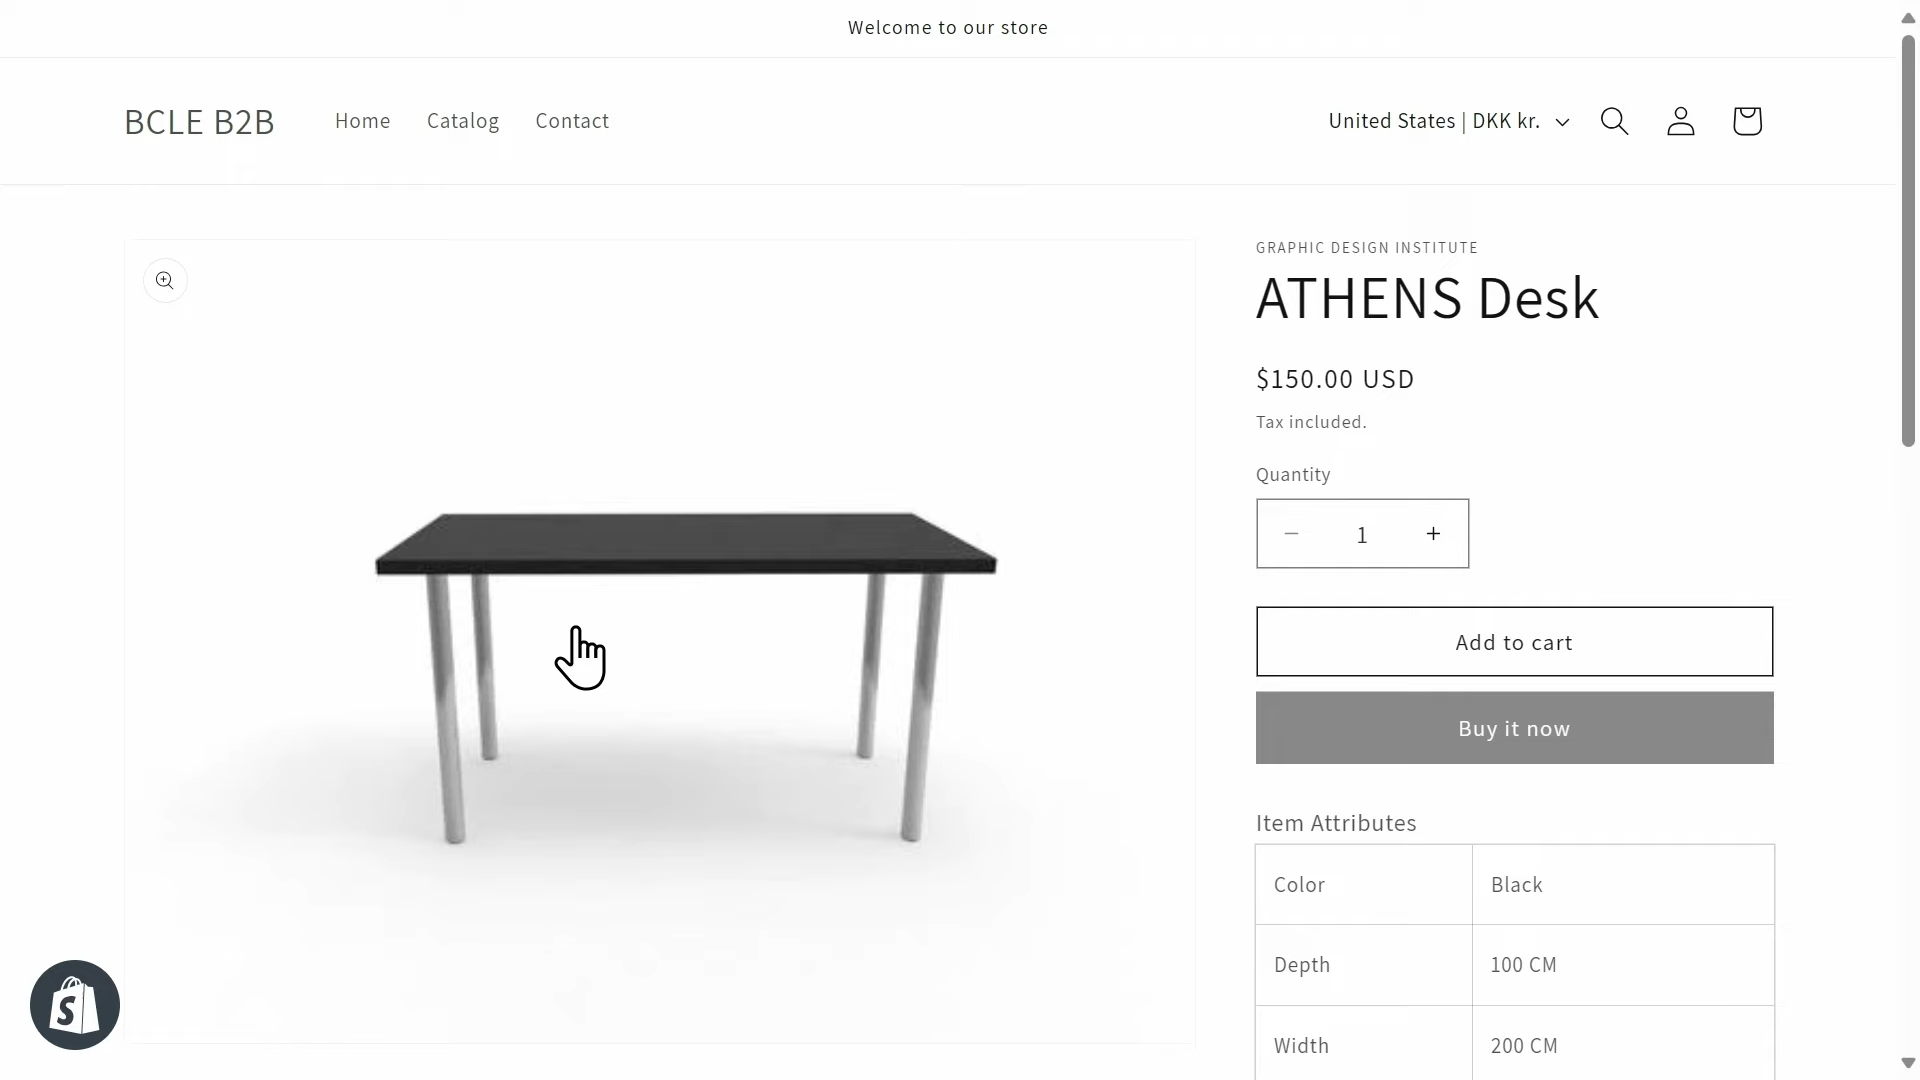 Welcome to our store
BCLE B2B
Home
Catalog
Contact
United States | DKK kr.
GRAPHIC DESIGN INSTITUTE
ATHENS Desk
$150.00 USD
Tax included.
Quantity
− 1 +
Add to cart
Buy it now
Item Attributes
Color Black
Depth 100 CM
Width 200 CM